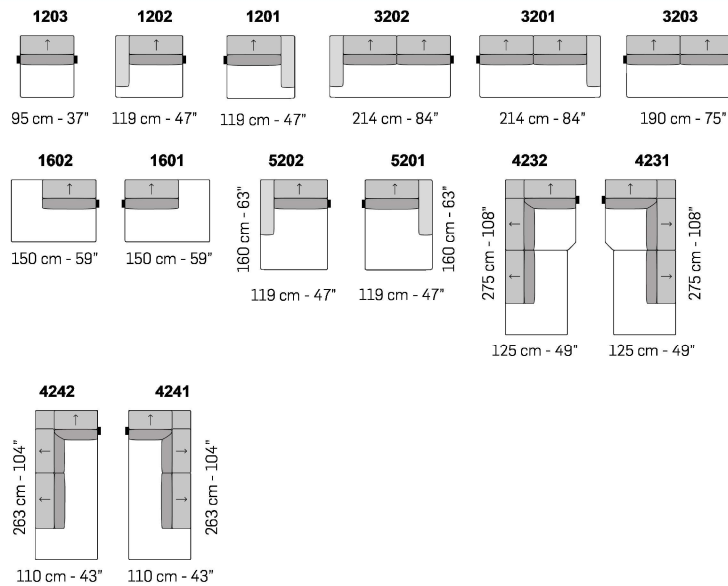 1203 1202 1201 3202 3201 3203
95 cm - 37" 119 cm - 47" 119 cm - 47" 214 cm - 84" 214 cm - 84" 190 cm - 75"
1602 1601 5202 5201 4232 4231
160 cm - 63" 160 cm - 63" 275 cm - 108" 275 cm - 108"
150 cm - 59" 150 cm - 59"
119 cm - 47" 119 cm - 47"
125 cm - 49" 125 cm - 49"
4242 4241
263 cm - 104" 263 cm - 104"
110 cm - 43" 110 cm - 43"